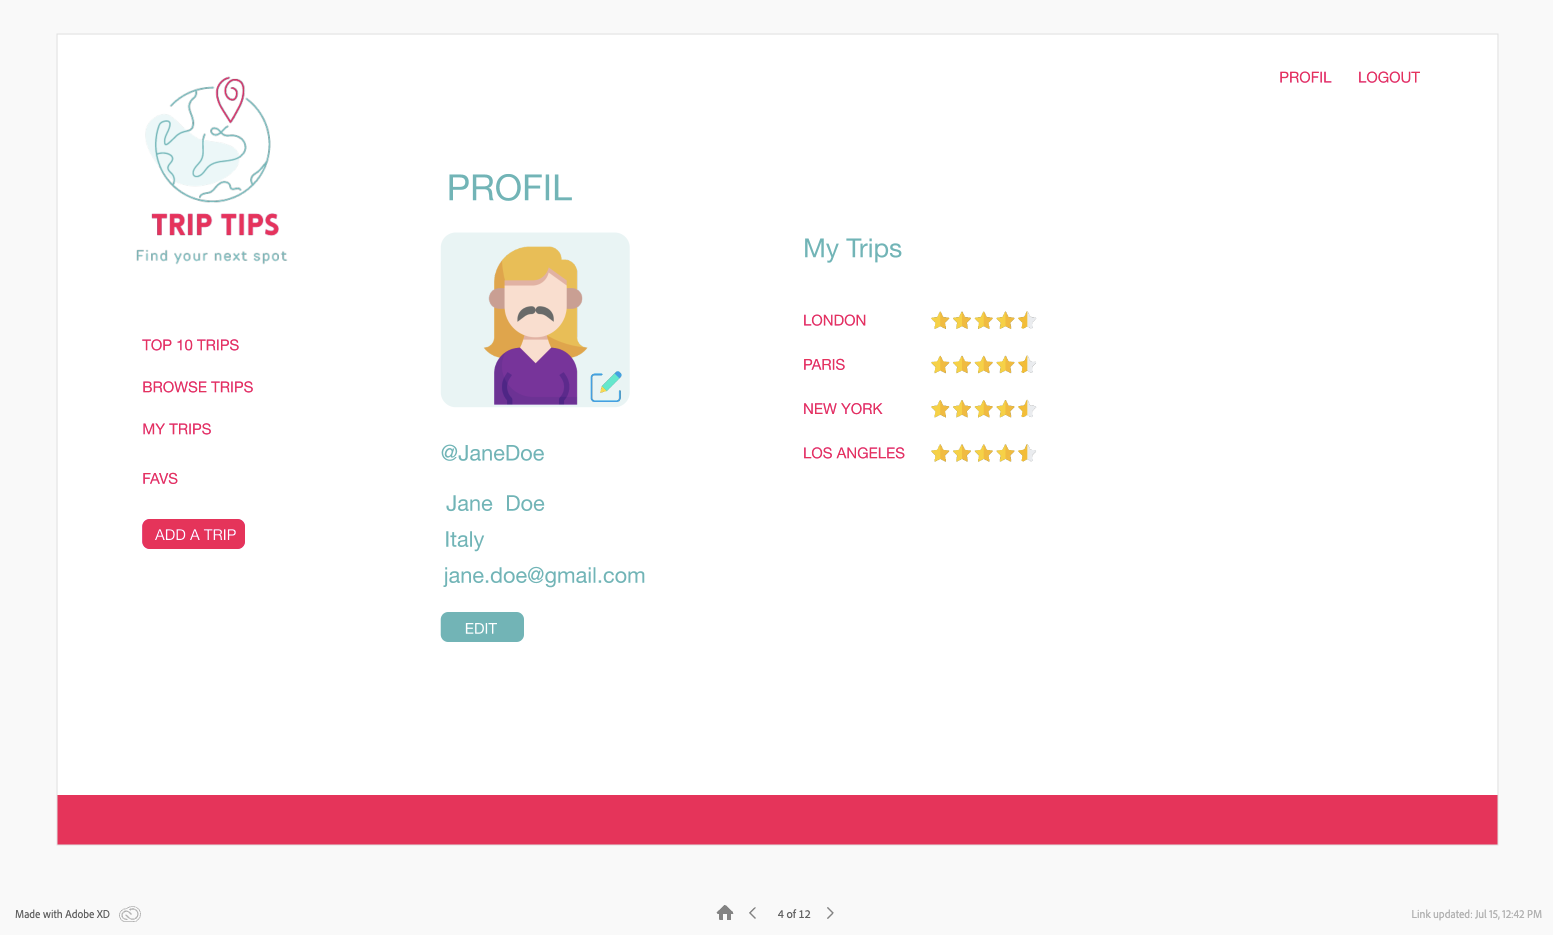 PROFIL LOGOUT
TRIP TIPS
Find your next spot
TOP 10 TRIPS
BROWSE TRIPS
MY TRIPS
FAVS
ADD A TRIP
PROFIL
@JaneDoe
Jane Doe
Italy
jane.doe@gmail.com
EDIT
My Trips
LONDON
PARIS
NEW YORK
LOS ANGELES
Made with Adobe XD
4 of 12
Link updated: Jul 15, 12:42 PM